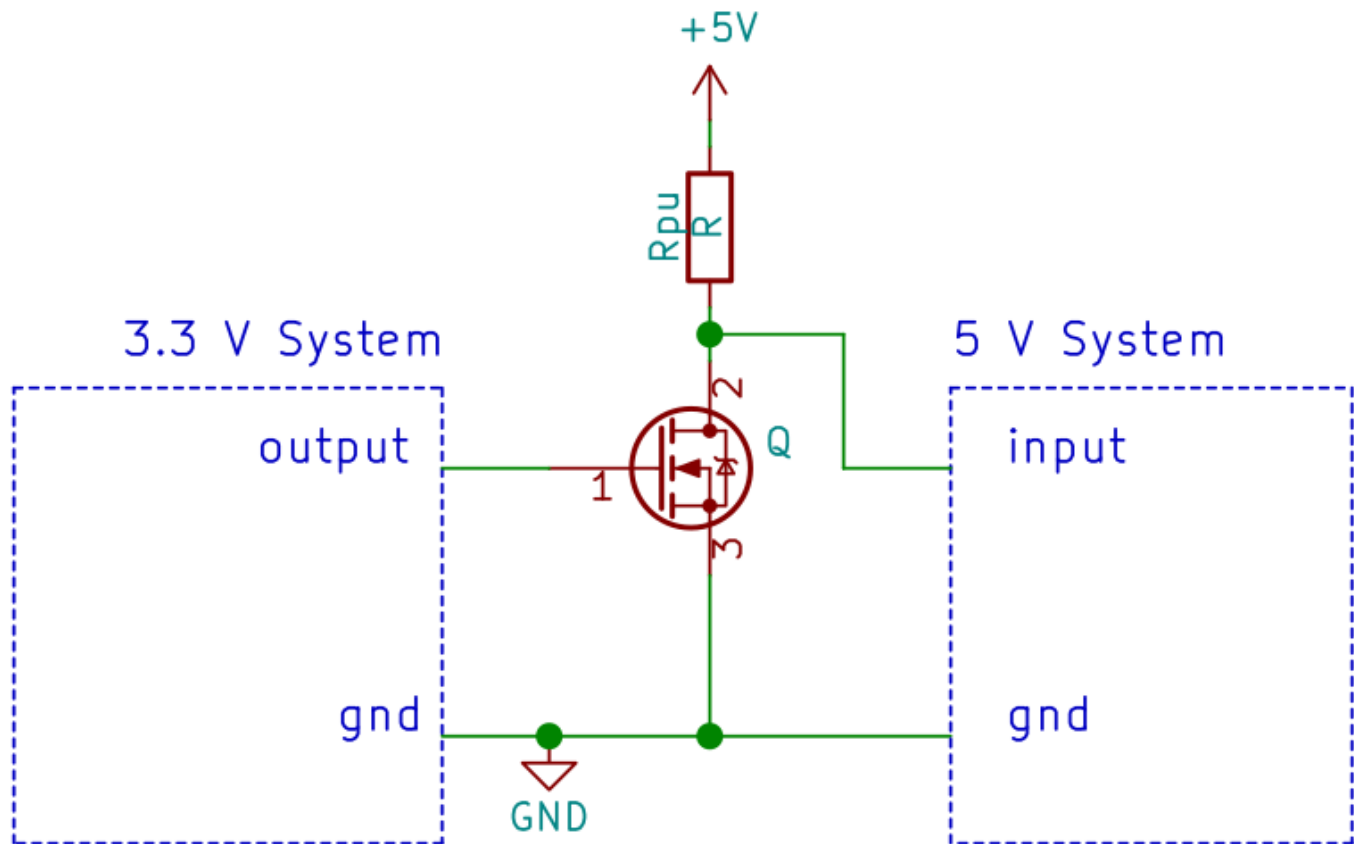 +5V
Rpu
R
3.3 V System
5 V System
2
output
Q
input
1
3
gnd
gnd
GND